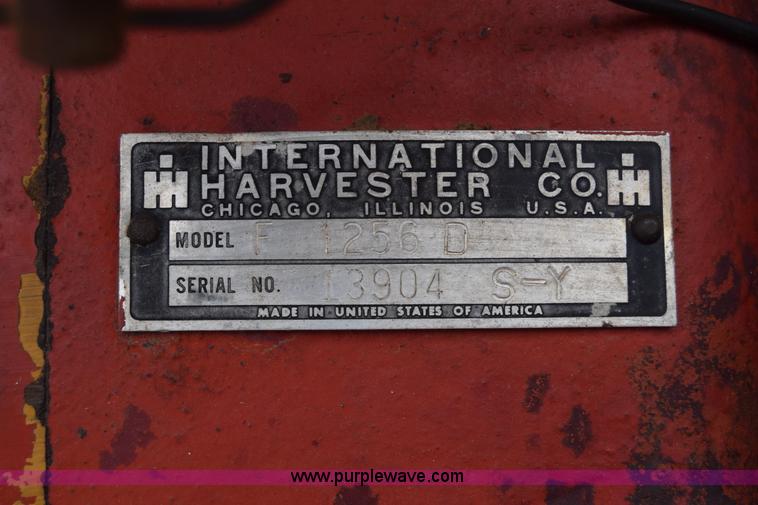 INTERNATIONAL
HARVESTER CO.
CHICAGO, ILLINOIS U.S.A.
MODEL F 1256 D
SERIAL NO. 13904 S-Y
MADE IN UNITED STATES OF AMERICA
www.purplewave.com